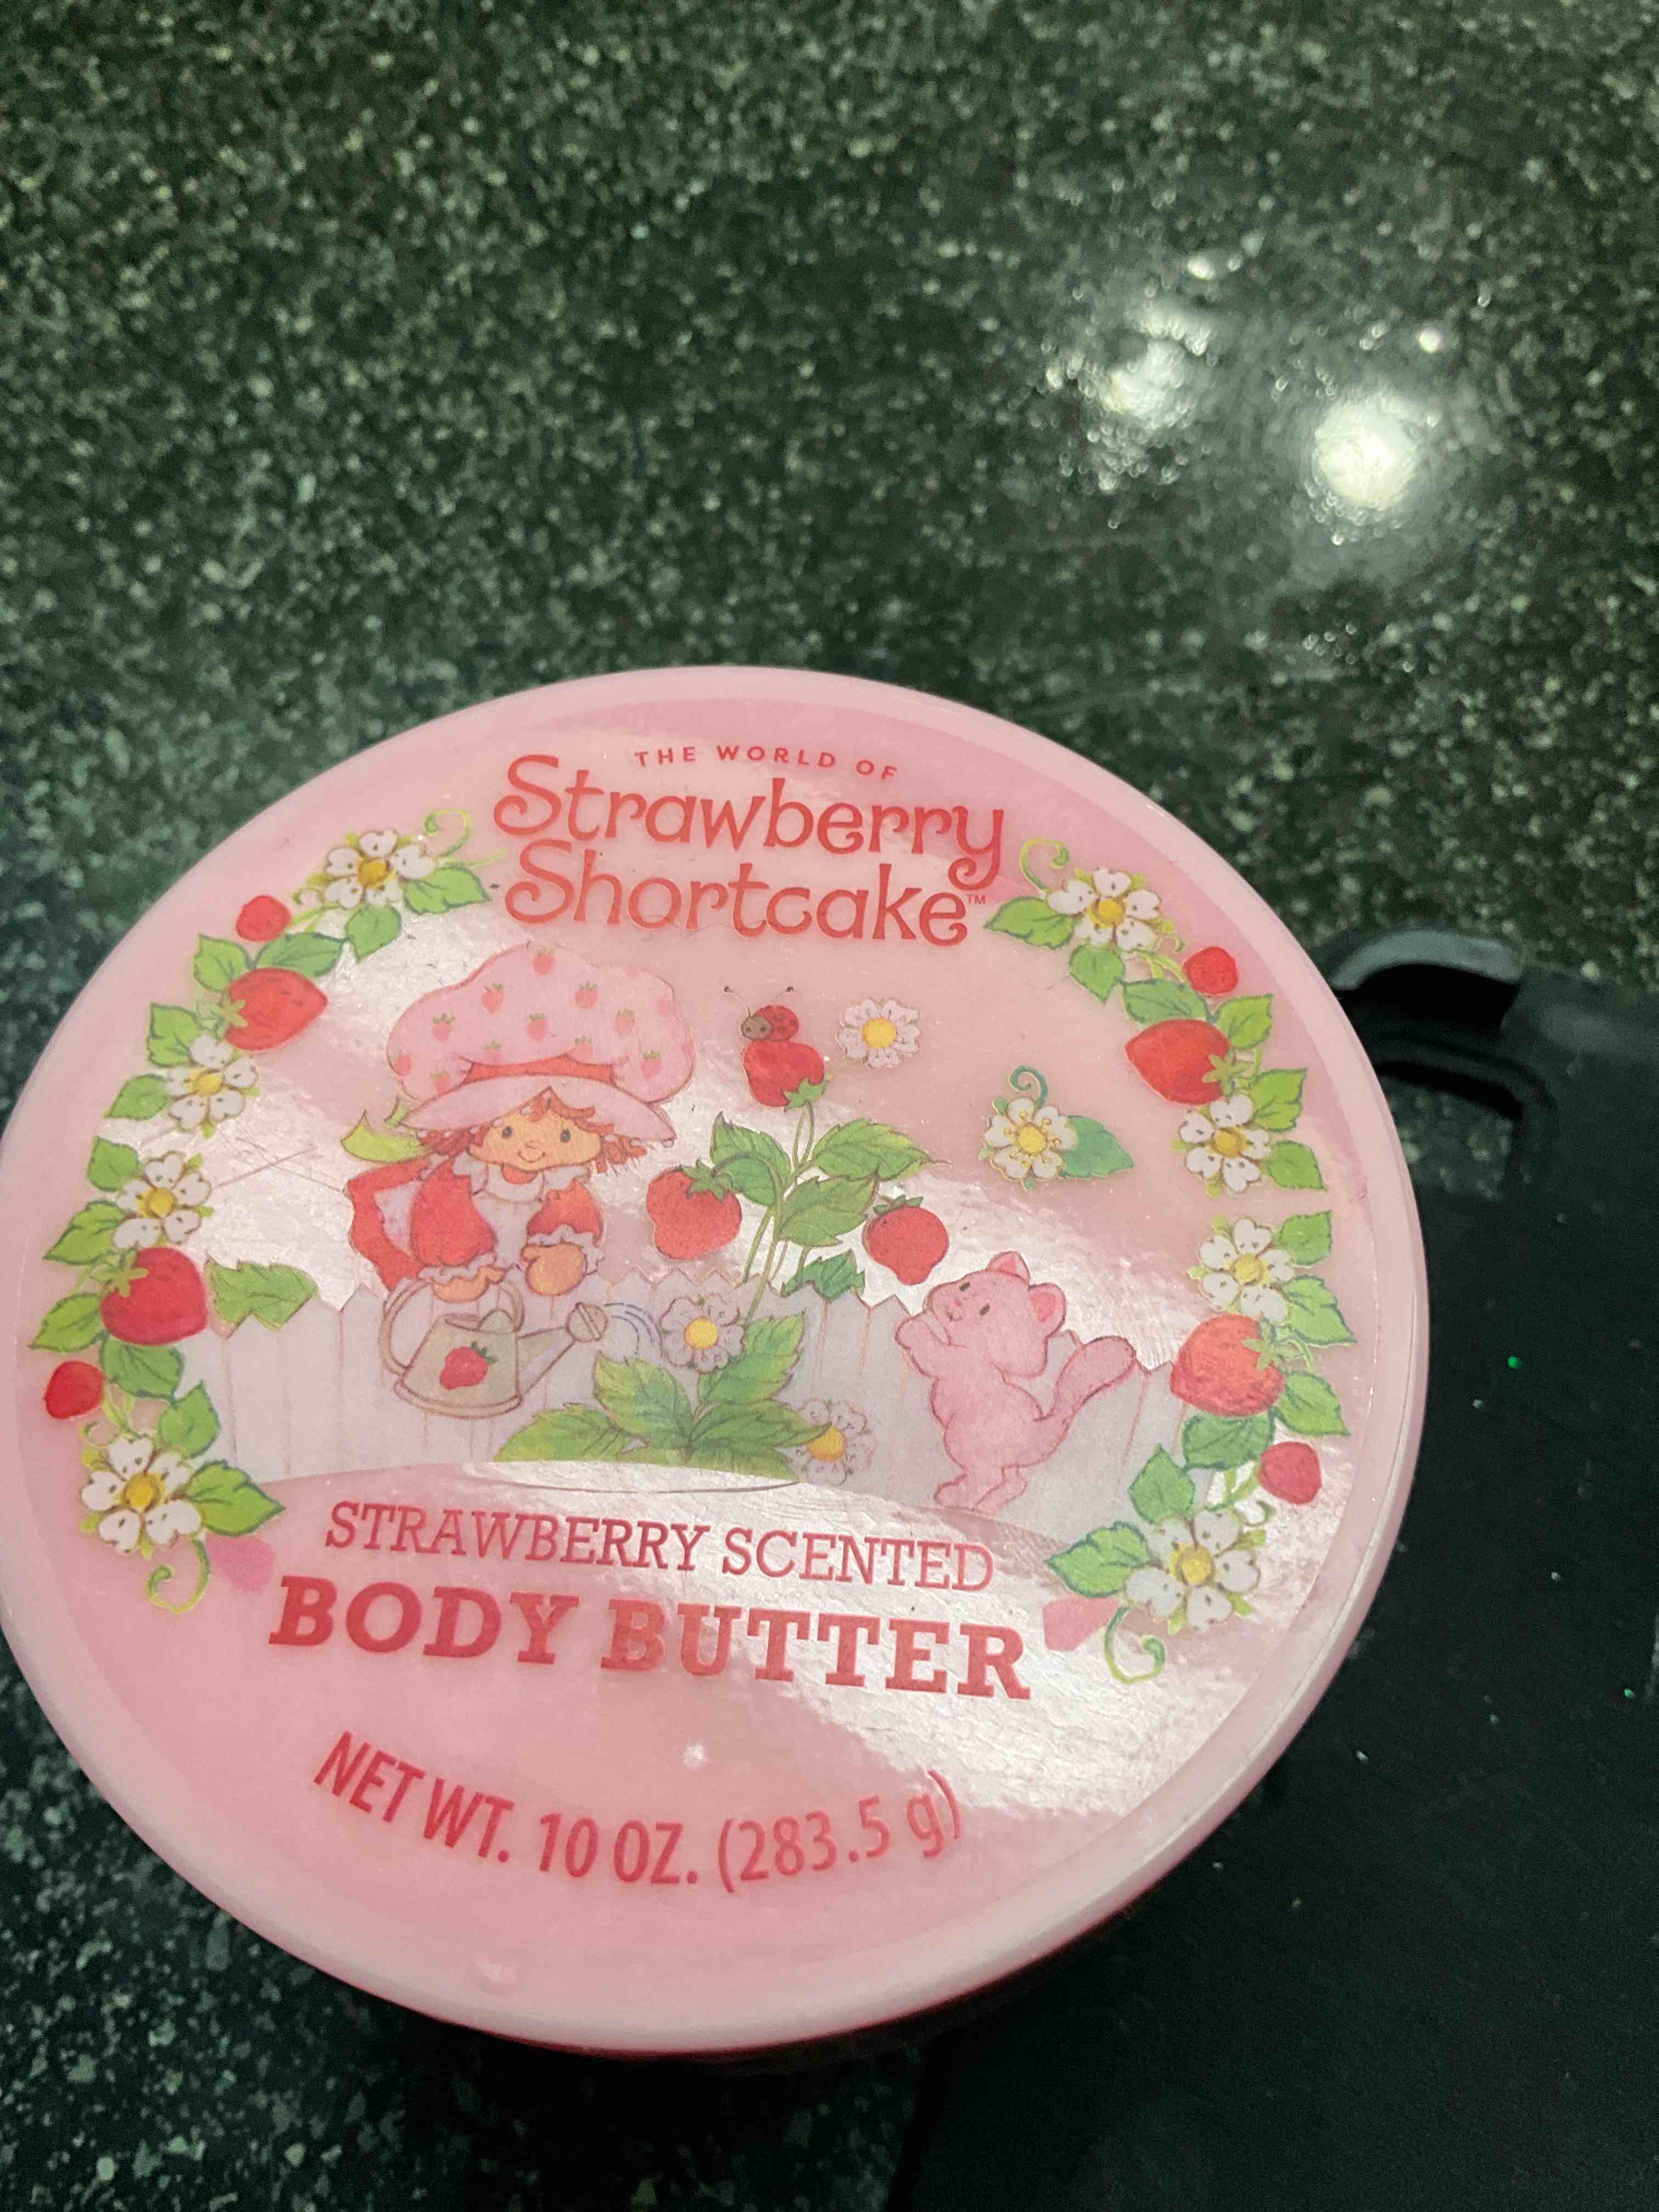 THE WORLD OF
Strawberry
Shortcake™
STRAWBERRY SCENTED
BODY BUTTER
NET WT. 10 OZ. (283.5 g)